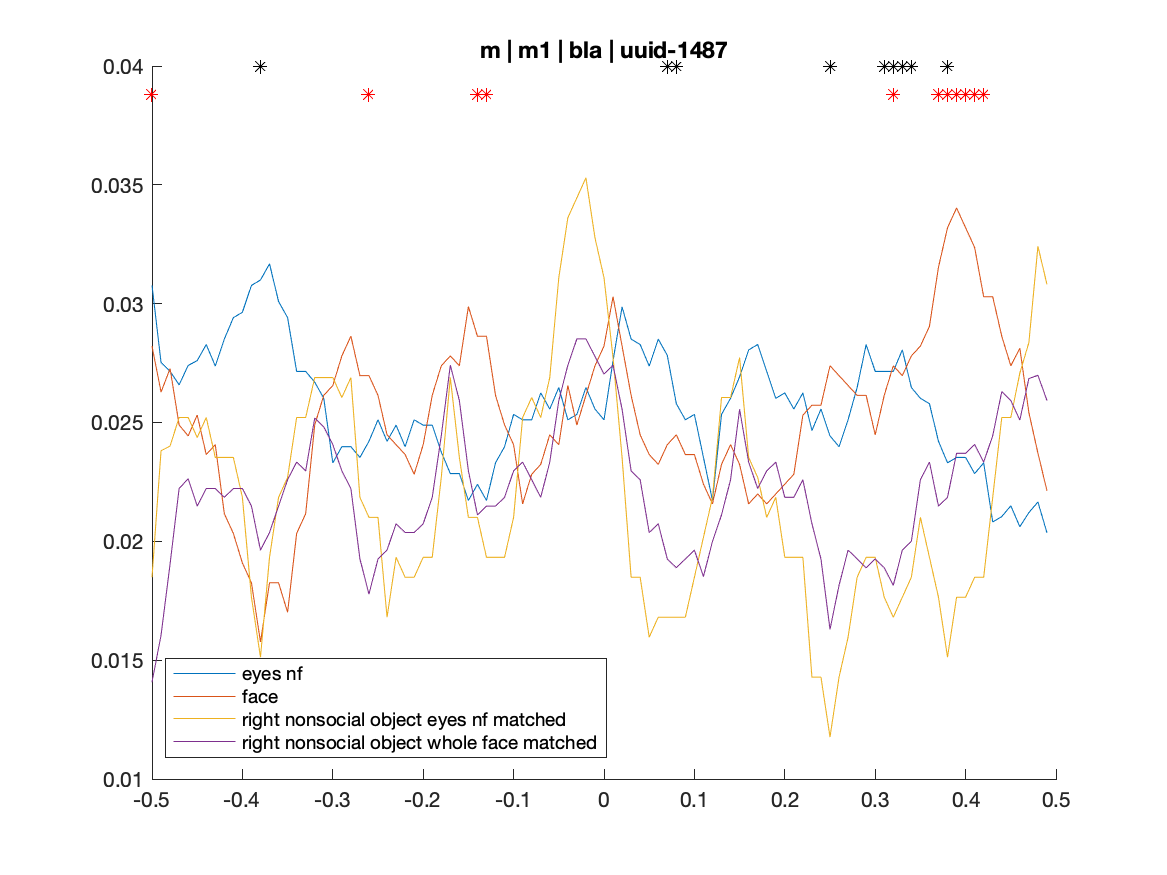 m | m1 | bla | uuid-1487
0.04
0.035
0.03
0.025
0.02
0.015
0.01
-0.5 -0.4 -0.3 -0.2 -0.1 0 0.1 0.2 0.3 0.4 0.5
eyes nf
face
right nonsocial object eyes nf matched
right nonsocial object whole face matched